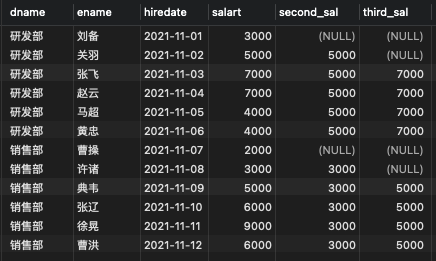 dname ename hiredate salart second_sal third_sal
研发部 刘备 2021-11-01 3000 (NULL) (NULL)
研发部 关羽 2021-11-02 5000 5000 (NULL)
研发部 张飞 2021-11-03 7000 5000 7000
研发部 赵云 2021-11-04 7000 5000 7000
研发部 马超 2021-11-05 4000 5000 7000
研发部 黄忠 2021-11-06 4000 5000 7000
销售部 曹操 2021-11-07 2000 (NULL) (NULL)
销售部 许诸 2021-11-08 3000 3000 (NULL)
销售部 典韦 2021-11-09 5000 3000 5000
销售部 张辽 2021-11-10 6000 3000 5000
销售部 徐晃 2021-11-11 9000 3000 5000
销售部 曹洪 2021-11-12 6000 3000 5000